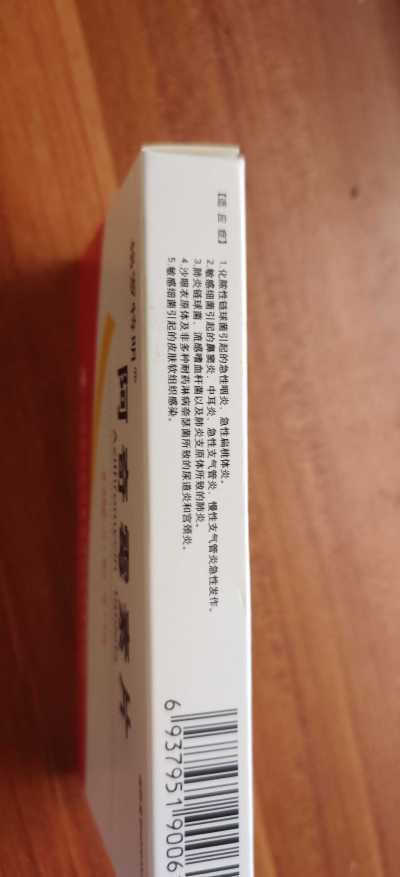 【适应症】
1.化脓性链球菌引起的急性咽炎、急性扁桃体炎。
2.敏感细菌引起的鼻窦炎、中耳炎、急性支气管炎、慢性支气管炎急性发作。
3.肺炎链球菌、流感嗜血杆菌以及肺炎支原体所致的肺炎。
4.沙眼衣原体及非多种耐药淋病奈瑟菌所致的尿道炎和宫颈炎。
5.敏感细菌引起的皮肤软组织感染。
6 937951 9006
阿奇霉素片